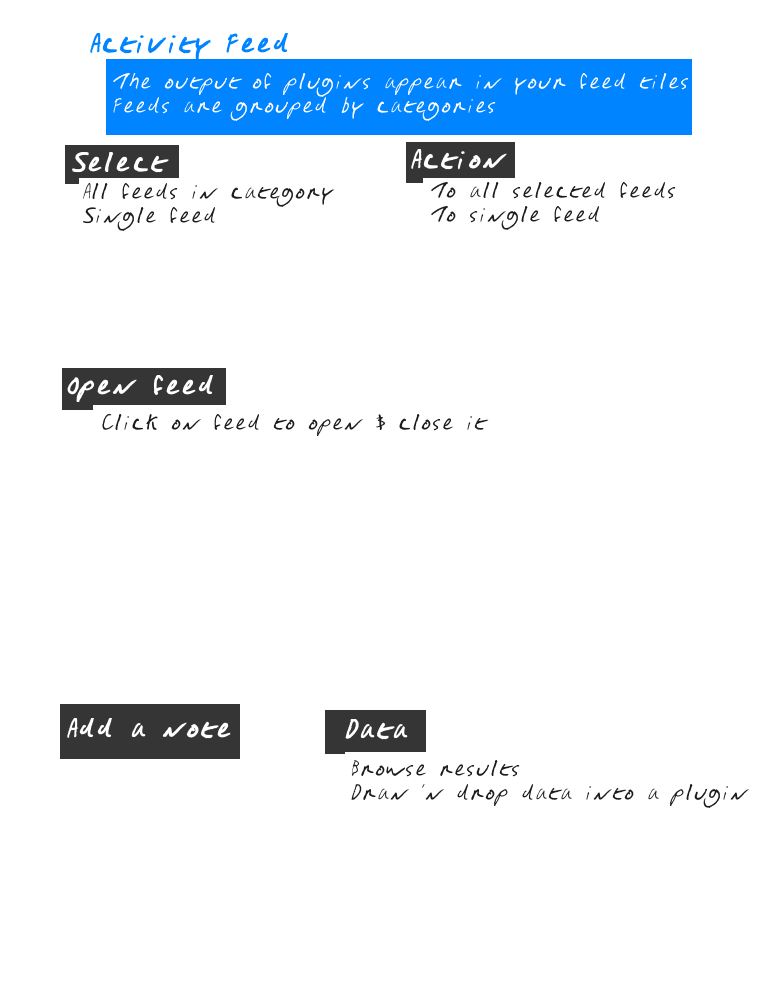 Activity Feed
The output of plugins appear in your feed tiles
Feeds are grouped by categories
Select
All feeds in category
Single feed
Action
To all selected feeds
To single feed
Open feed
Click on feed to open $ close it
Add a note
Data
Browse results
Dran 'n drop data into a plugin